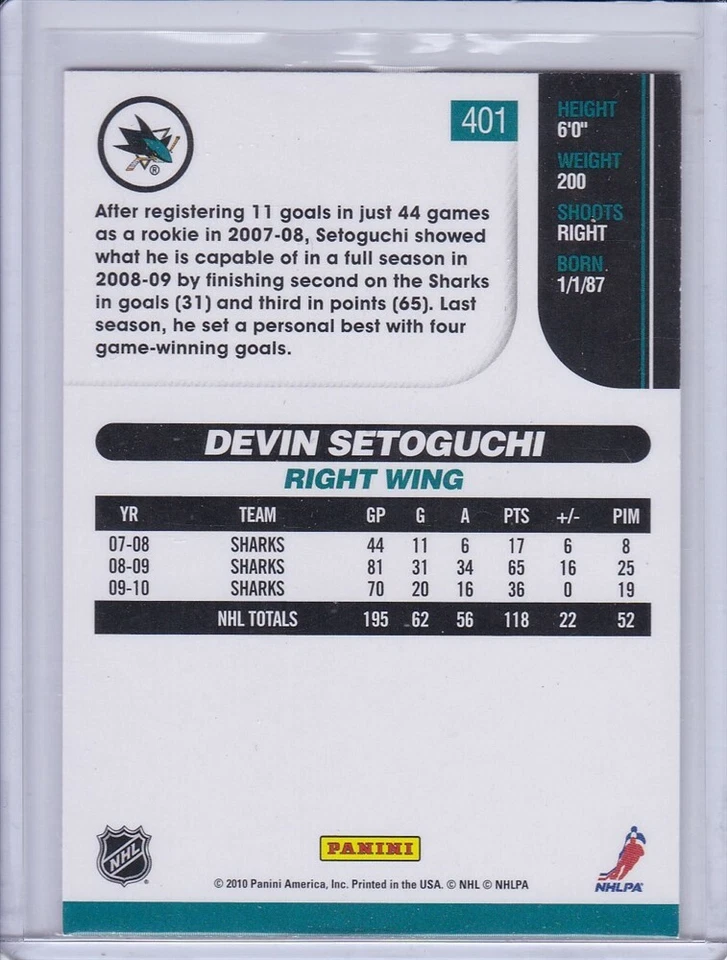 401
HEIGHT
6'0"
WEIGHT
200
SHOOTS
RIGHT
BORN
1/1/87
®
After registering 11 goals in just 44 games
as a rookie in 2007-08, Setoguchi showed
what he is capable of in a full season in
2008-09 by finishing second on the Sharks
in goals (31) and third in points (65). Last
season, he set a personal best with four
game-winning goals.
DEVIN SETOGUCHI
RIGHT WING
YR TEAM GP G A PTS +/- PIM
07-08 SHARKS 44 11 6 17 6 8
08-09 SHARKS 81 31 34 65 16 25
09-10 SHARKS 70 20 16 36 0 19
NHL TOTALS 195 62 56 118 22 52
NHL
PANINI
NHLPA
© 2010 Panini America, Inc. Printed in the USA. © NHL © NHLPA